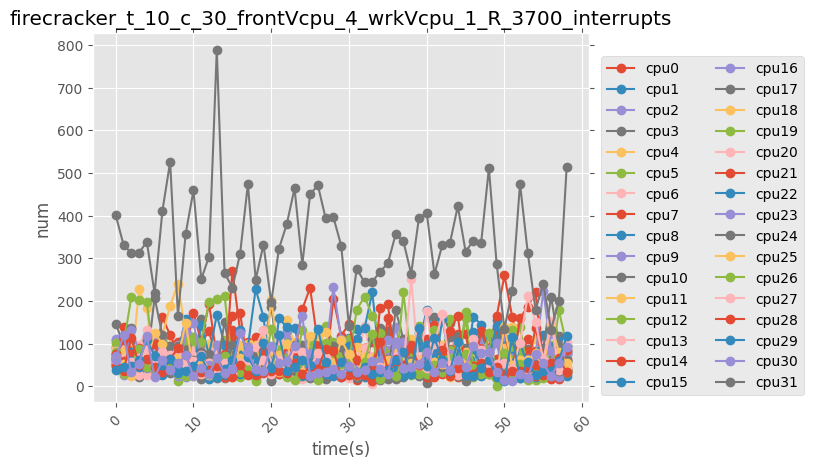 firecracker_t_10_c_30_frontVcpu_4_wrkVcpu_1_R_3700_interrupts
800
700
600
500
400
300
200
100
0
num
0
10
20
30
40
50
60
time(s)
cpu0
cpu1
cpu2
cpu3
cpu4
cpu5
cpu6
cpu7
cpu8
cpu9
cpu10
cpu11
cpu12
cpu13
cpu14
cpu15
cpu16
cpu17
cpu18
cpu19
cpu20
cpu21
cpu22
cpu23
cpu24
cpu25
cpu26
cpu27
cpu28
cpu29
cpu30
cpu31